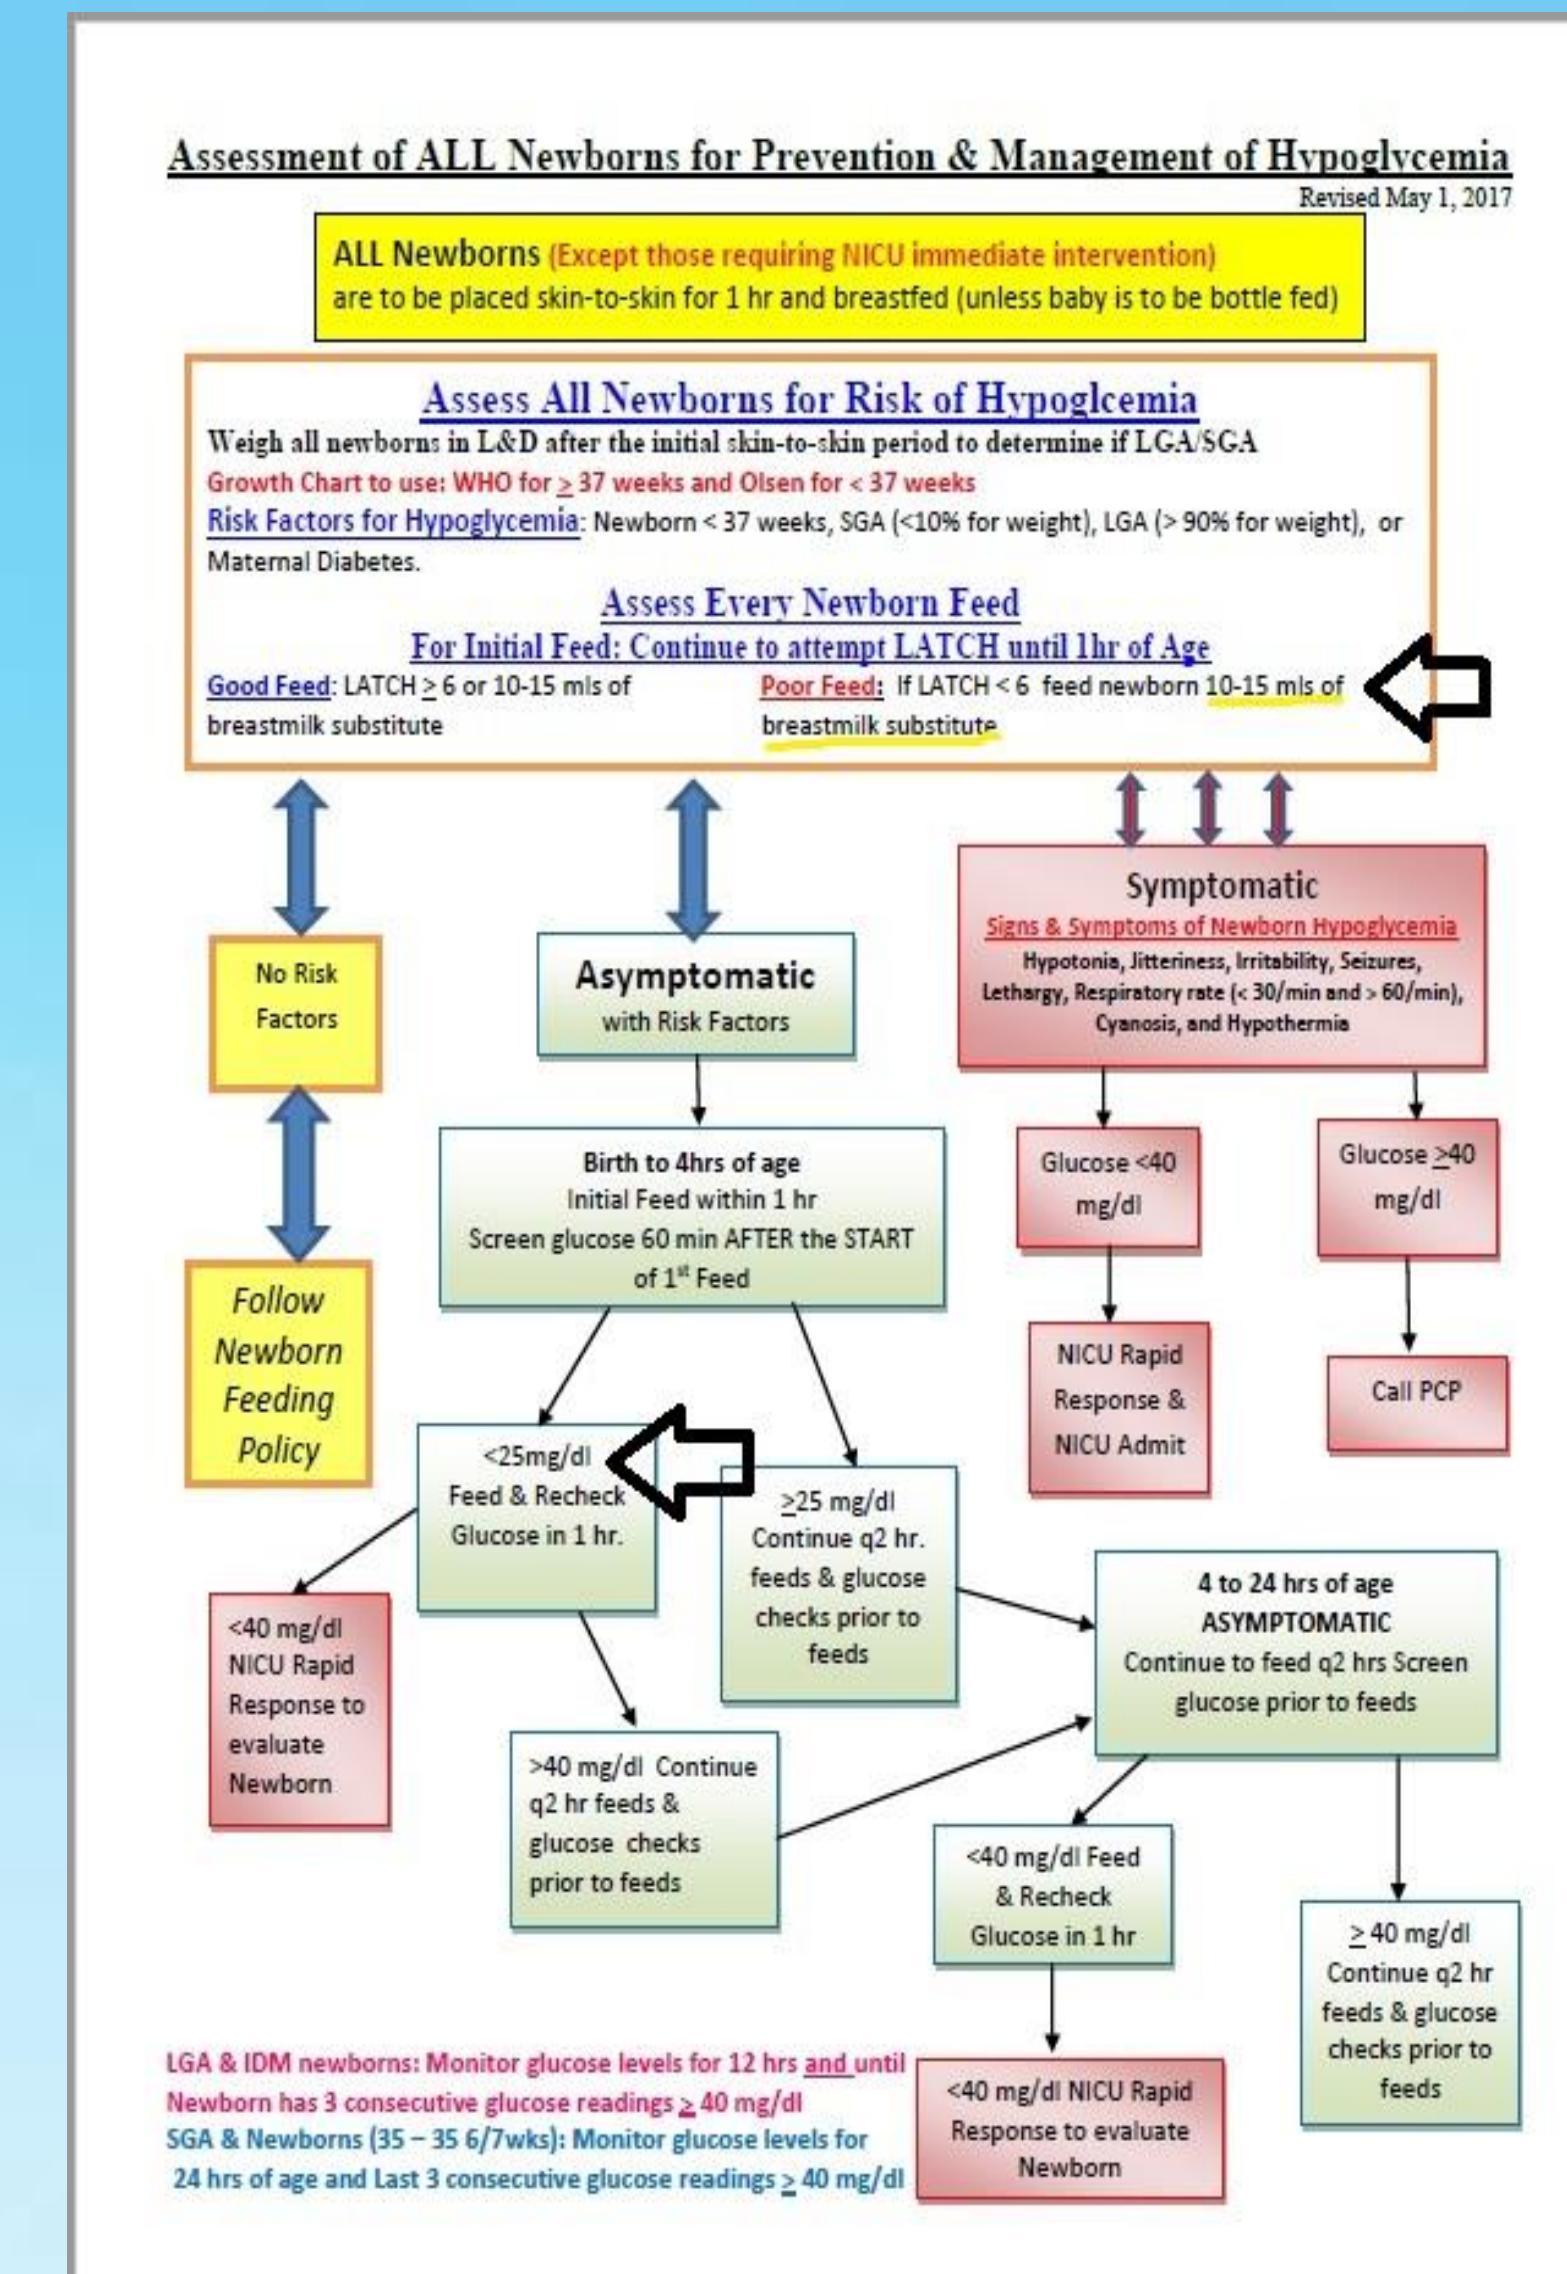 Assessment of ALL Newborns for Prevention & Management of Hypoglycemia
Revised May 1, 2017
ALL Newborns (Except those requiring NICU immediate intervention)
are to be placed skin-to-skin for 1 hr and breastfed (unless baby is to be bottle fed)
Assess All Newborns for Risk of Hypoglcemia
Weigh all newborns in L&D after the initial skin-to-skin period to determine if LGA/SGA
Growth Chart to use: WHO for ≥ 37 weeks and Olsen for < 37 weeks
Risk Factors for Hypoglycemia: Newborn < 37 weeks, SGA (<10% for weight), LGA (> 90% for weight), or
Maternal Diabetes.
Assess Every Newborn Feed
For Initial Feed: Continue to attempt LATCH until 1hr of Age
Good Feed: LATCH ≥ 6 or 10-15 mls of
breastmilk substitute
Poor Feed: If LATCH < 6 feed newborn 10-15 mls of
breastmilk substitute
No Risk
Factors
Follow
Newborn
Feeding
Policy
Asymptomatic
with Risk Factors
Birth to 4hrs of age
Initial Feed within 1 hr
Screen glucose 60 min AFTER the START
of 1st Feed
<25mg/dl
Feed & Recheck
Glucose in 1 hr.
≥25 mg/dl
Continue q2 hr.
feeds & glucose
checks prior to
feeds
<40 mg/dl
NICU Rapid
Response to
evaluate
Newborn
>40 mg/dl Continue
q2 hr feeds &
glucose checks
prior to feeds
Symptomatic
Signs & Symptoms of Newborn Hypoglycemia
Hypotonia, Jitteriness, Irritability, Seizures,
Lethargy, Respiratory rate (< 30/min and > 60/min),
Cyanosis, and Hypothermia
Glucose <40
mg/dl
Glucose ≥40
mg/dl
NICU Rapid
Response &
NICU Admit
Call PCP
4 to 24 hrs of age
ASYMPTOMATIC
Continue to feed q2 hrs Screen
glucose prior to feeds
<40 mg/dl Feed
& Recheck
Glucose in 1 hr
≥ 40 mg/dl
Continue q2 hr
feeds & glucose
checks prior to
feeds
<40 mg/dl NICU Rapid
Response to evaluate
Newborn
LGA & IDM newborns: Monitor glucose levels for 12 hrs and until
Newborn has 3 consecutive glucose readings ≥ 40 mg/dl
SGA & Newborns (35 – 35 6/7wks): Monitor glucose levels for
24 hrs of age and Last 3 consecutive glucose readings ≥ 40 mg/dl